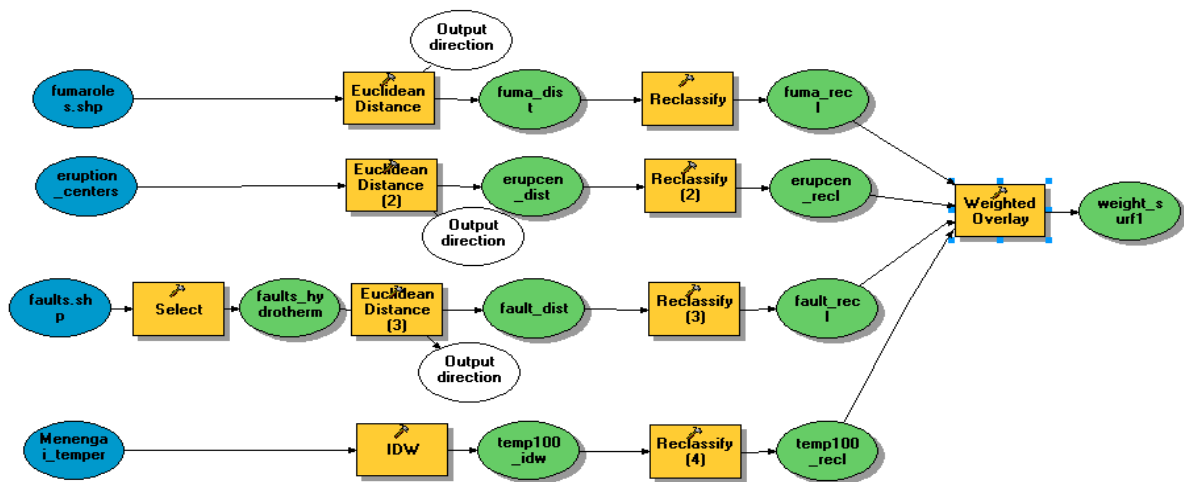 Output
direction
fumarole
s.shp
Euclidean
Distance
fuma_dis
t
Reclassify
fuma_rec
l
eruption
_centers
Euclidean
Distance
(2)
erupcen
_dist
Reclassify
(2)
erupcen
_recl
Weighted
Overlay
weight_s
urf1
Output
direction
faults.sh
p
Select
faults_hy
drotherm
Euclidean
Distance
(3)
fault_dist
Reclassify
(3)
fault_rec
l
Output
direction
Menenga
i_temper
IDW
temp100
_idw
Reclassify
(4)
temp100
_recl